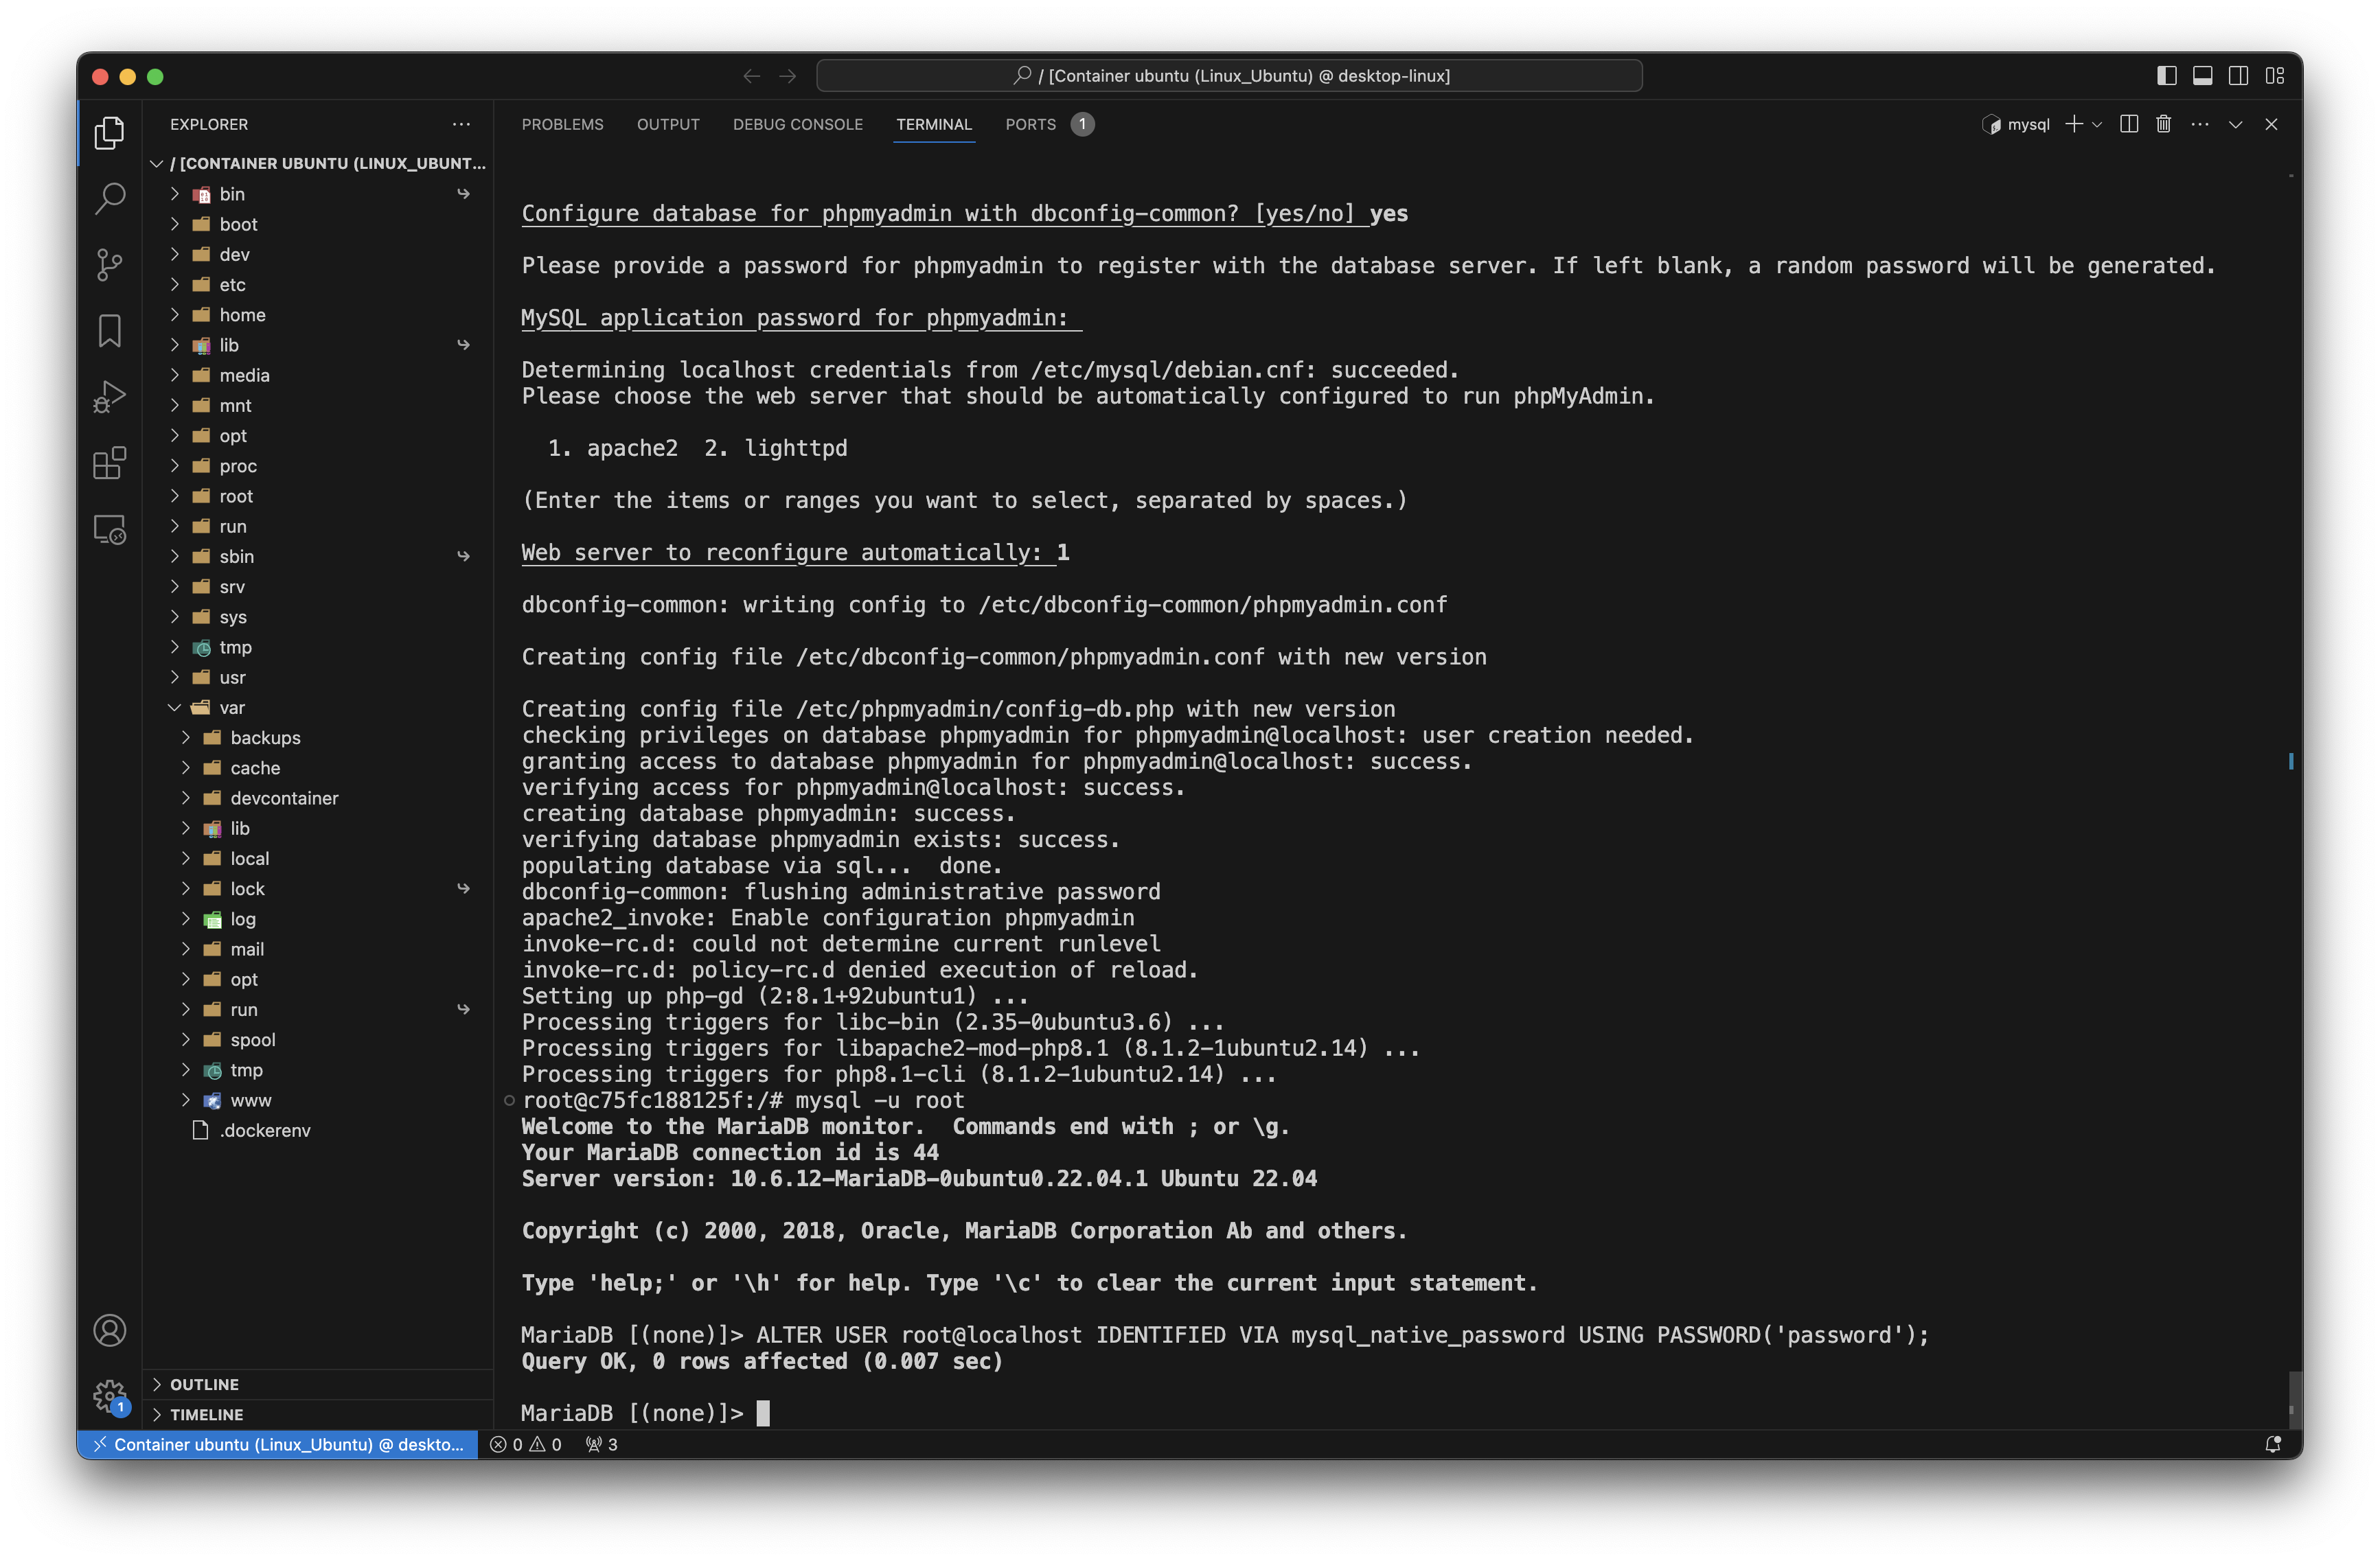 / [Container ubuntu (Linux_Ubuntu) @ desktop-linux]
EXPLORER
/ [CONTAINER UBUNTU (LINUX_UBUNT...
bin
boot
dev
etc
home
lib
media
mnt
opt
proc
root
run
sbin
srv
sys
tmp
usr
var
backups
cache
devcontainer
lib
local
lock
log
mail
opt
run
spool
tmp
www
.dockerenv
OUTLINE
TIMELINE
PROBLEMS OUTPUT DEBUG CONSOLE TERMINAL PORTS 1
mysql
Configure database for phpmyadmin with dbconfig-common? [yes/no] yes
Please provide a password for phpmyadmin to register with the database server. If left blank, a random password will be generated.
MySQL application password for phpmyadmin:
Determining localhost credentials from /etc/mysql/debian.cnf: succeeded.
Please choose the web server that should be automatically configured to run phpMyAdmin.
1. apache2  2. lighttpd
(Enter the items or ranges you want to select, separated by spaces.)
Web server to reconfigure automatically: 1
dbconfig-common: writing config to /etc/dbconfig-common/phpmyadmin.conf
Creating config file /etc/dbconfig-common/phpmyadmin.conf with new version
Creating config file /etc/phpmyadmin/config-db.php with new version
checking privileges on database phpmyadmin for phpmyadmin@localhost: user creation needed.
granting access to database phpmyadmin for phpmyadmin@localhost: success.
verifying access for phpmyadmin@localhost: success.
creating database phpmyadmin: success.
verifying database phpmyadmin exists: success.
populating database via sql...  done.
dbconfig-common: flushing administrative password
apache2_invoke: Enable configuration phpmyadmin
invoke-rc.d: could not determine current runlevel
invoke-rc.d: policy-rc.d denied execution of reload.
Setting up php-gd (2:8.1+92ubuntu1) ...
Processing triggers for libc-bin (2.35-0ubuntu3.6) ...
Processing triggers for libapache2-mod-php8.1 (8.1.2-1ubuntu2.14) ...
Processing triggers for php8.1-cli (8.1.2-1ubuntu2.14) ...
root@c75fc188125f:/# mysql -u root
Welcome to the MariaDB monitor.  Commands end with ; or \g.
Your MariaDB connection id is 44
Server version: 10.6.12-MariaDB-0ubuntu0.22.04.1 Ubuntu 22.04
Copyright (c) 2000, 2018, Oracle, MariaDB Corporation Ab and others.
Type 'help;' or '\h' for help. Type '\c' to clear the current input statement.
MariaDB [(none)]> ALTER USER root@localhost IDENTIFIED VIA mysql_native_password USING PASSWORD('password');
Query OK, 0 rows affected (0.007 sec)
MariaDB [(none)]>
1
Container ubuntu (Linux_Ubuntu) @ deskto... 0 0 3